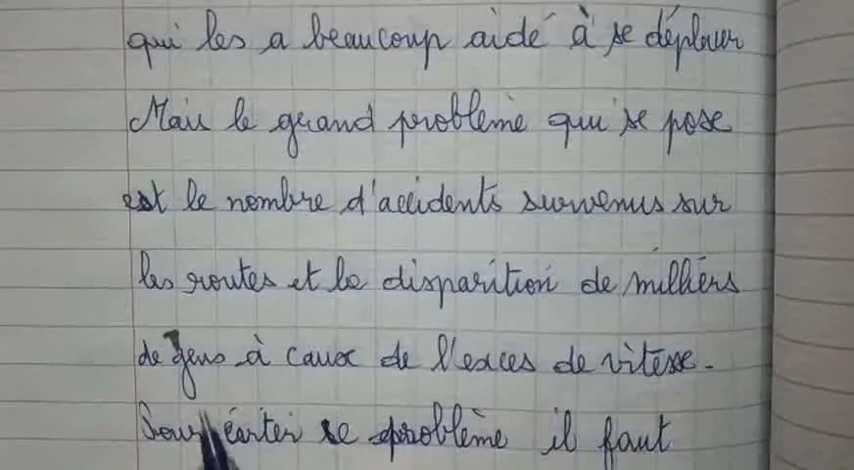 qui les a beaucoup aidé à se déplacer
Mais le grand problème qui se pose
est le nombre d'accidents survenus sur
les routes et la disparition de milliers
de gens à cause de l'exces de vitesse.
Pour éviter ce problème il faut